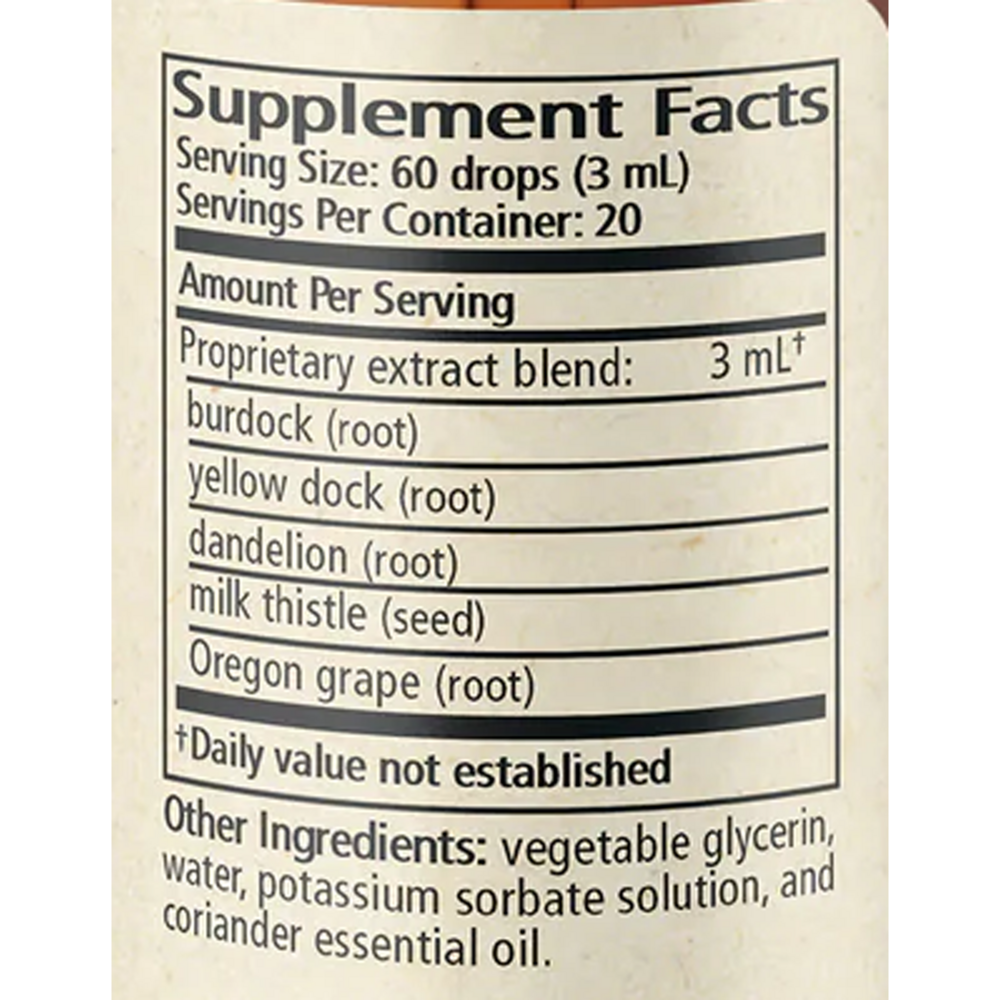 Supplement Facts
Serving Size: 60 drops (3 mL)
Servings Per Container: 20
Amount Per Serving
Proprietary extract blend: 3 mL†
burdock (root)
yellow dock (root)
dandelion (root)
milk thistle (seed)
Oregon grape (root)
†Daily value not established
Other Ingredients: vegetable glycerin,
water, potassium sorbate solution, and
coriander essential oil.